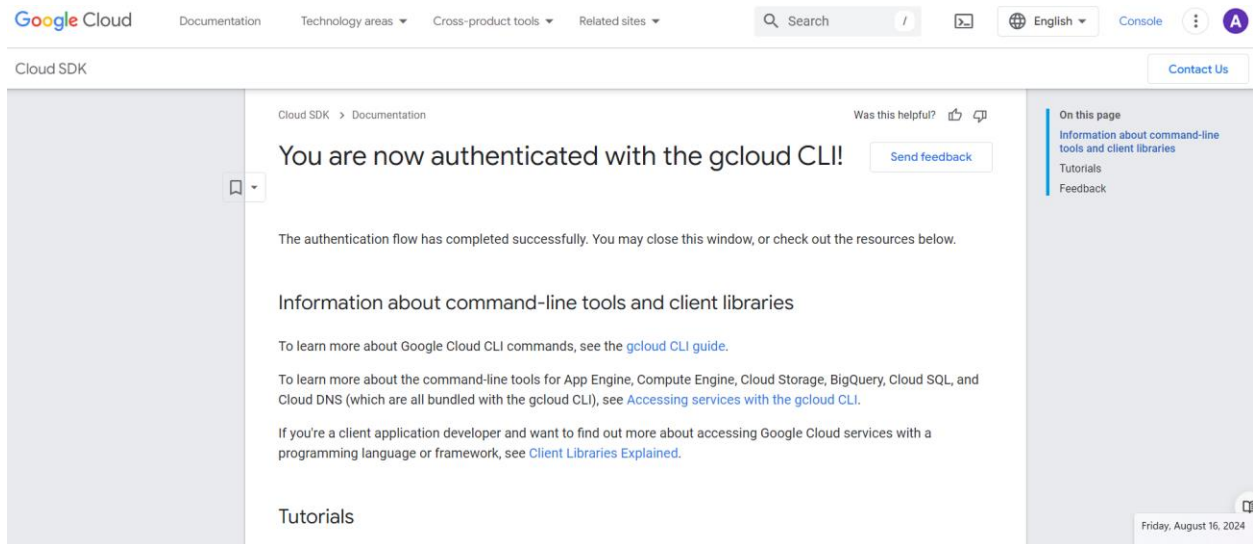 Google Cloud Documentation Technology areas Cross-product tools Related sites Search / English Console A
Cloud SDK Contact Us
Cloud SDK > Documentation Was this helpful?
You are now authenticated with the gcloud CLI! Send feedback
The authentication flow has completed successfully. You may close this window, or check out the resources below.
Information about command-line tools and client libraries
To learn more about Google Cloud CLI commands, see the gcloud CLI guide.
To learn more about the command-line tools for App Engine, Compute Engine, Cloud Storage, BigQuery, Cloud SQL, and
Cloud DNS (which are all bundled with the gcloud CLI), see Accessing services with the gcloud CLI.
If you're a client application developer and want to find out more about accessing Google Cloud services with a
programming language or framework, see Client Libraries Explained.
Tutorials
On this page
Information about command-line
tools and client libraries
Tutorials
Feedback
Friday, August 16, 2024